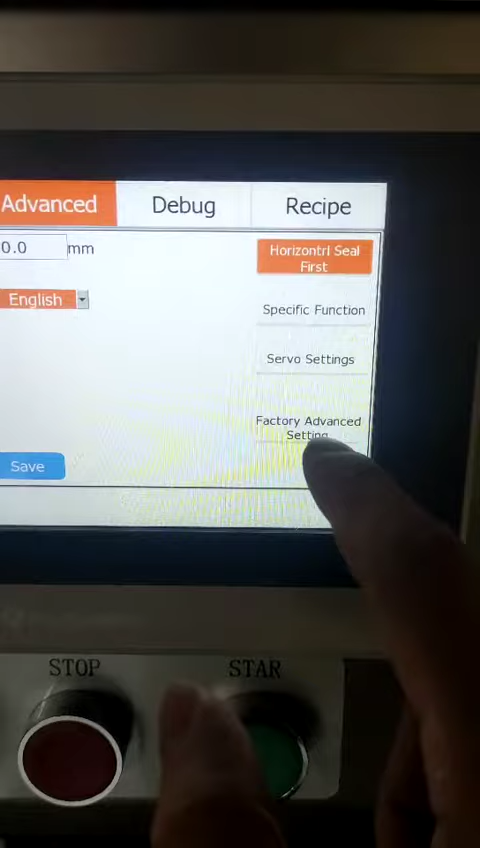 Advanced
Debug
Recipe
0.0
mm
Horizontrl Seal
First
English
Specific Function
Servo Settings
Factory Advanced
Setting
Save
STOP
STAR